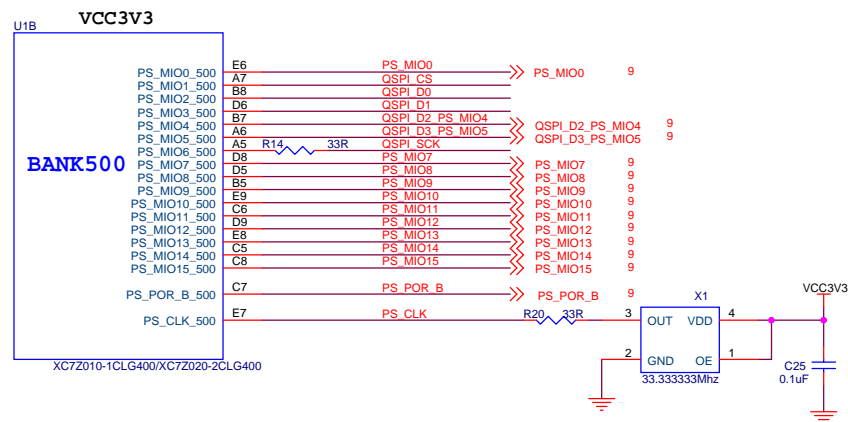 VCC3V3
U1B
PS_MIO0_500 E6 PS_MIO0 PS_MIO0 9
PS_MIO1_500 A7 QSPI_CS
PS_MIO2_500 B8 QSPI_D0
PS_MIO3_500 D6 QSPI_D1
PS_MIO4_500 B7 QSPI_D2_PS_MIO4 QSPI_D2_PS_MIO4 9
PS_MIO5_500 A6 QSPI_D3_PS_MIO5 QSPI_D3_PS_MIO5 9
PS_MIO6_500 A5 R14 33R QSPI_SCK
BANK500
PS_MIO7_500 D8 PS_MIO7 PS_MIO7 9
PS_MIO8_500 D5 PS_MIO8 PS_MIO8 9
PS_MIO9_500 B5 PS_MIO9 PS_MIO9 9
PS_MIO10_500 E9 PS_MIO10 PS_MIO10 9
PS_MIO11_500 C6 PS_MIO11 PS_MIO11 9
PS_MIO12_500 D9 PS_MIO12 PS_MIO12 9
PS_MIO13_500 E8 PS_MIO13 PS_MIO13 9
PS_MIO14_500 C5 PS_MIO14 PS_MIO14 9
PS_MIO15_500 C8 PS_MIO15 PS_MIO15 9
PS_POR_B_500 C7 PS_POR_B PS_POR_B 9
X1
VCC3V3
PS_CLK_500 E7 PS_CLK R20 33R 3 OUT VDD 4
2 GND OE 1
33.333333Mhz
C25
0.1uF
XC7Z010-1CLG400/XC7Z020-2CLG400